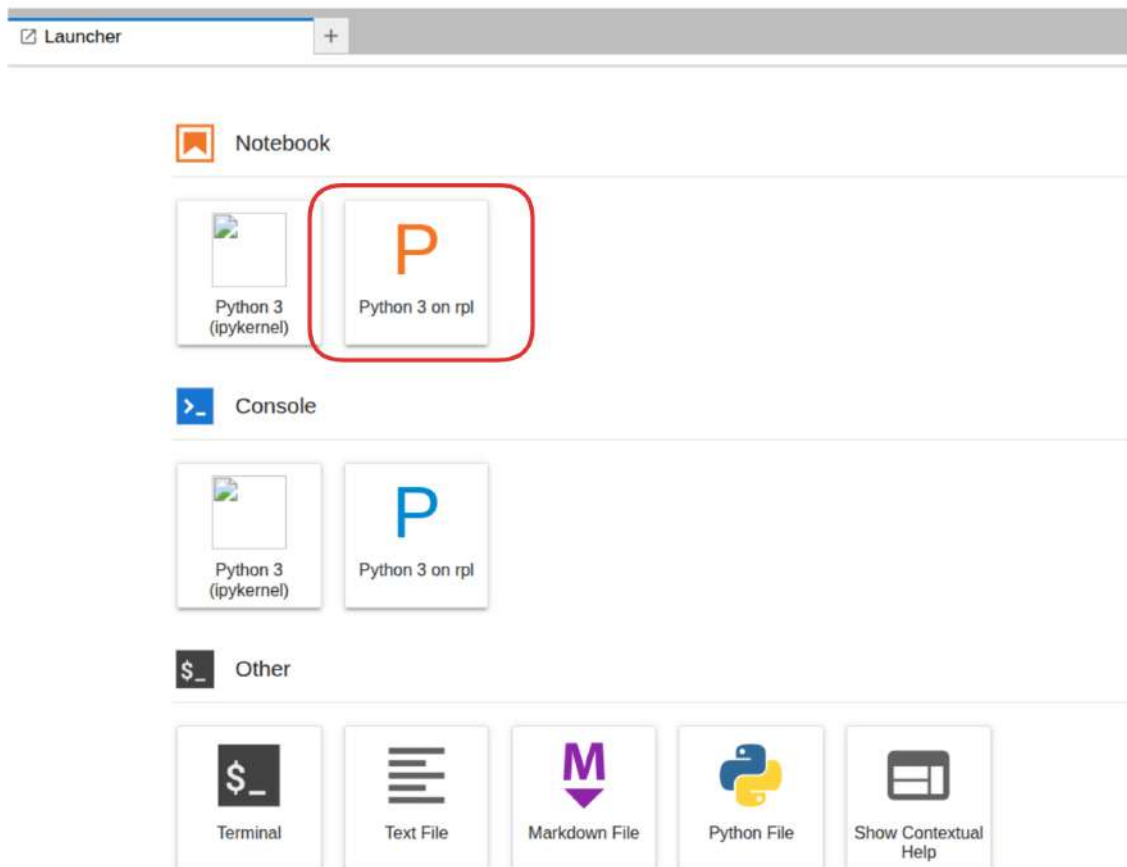 Launcher
+
Notebook
P
Python 3
(ipykernel)
Python 3 on rpl
Console
P
Python 3
(ipykernel)
Python 3 on rpl
$_
Other
$_
M
Terminal
Text File
Markdown File
Python File
Show Contextual
Help